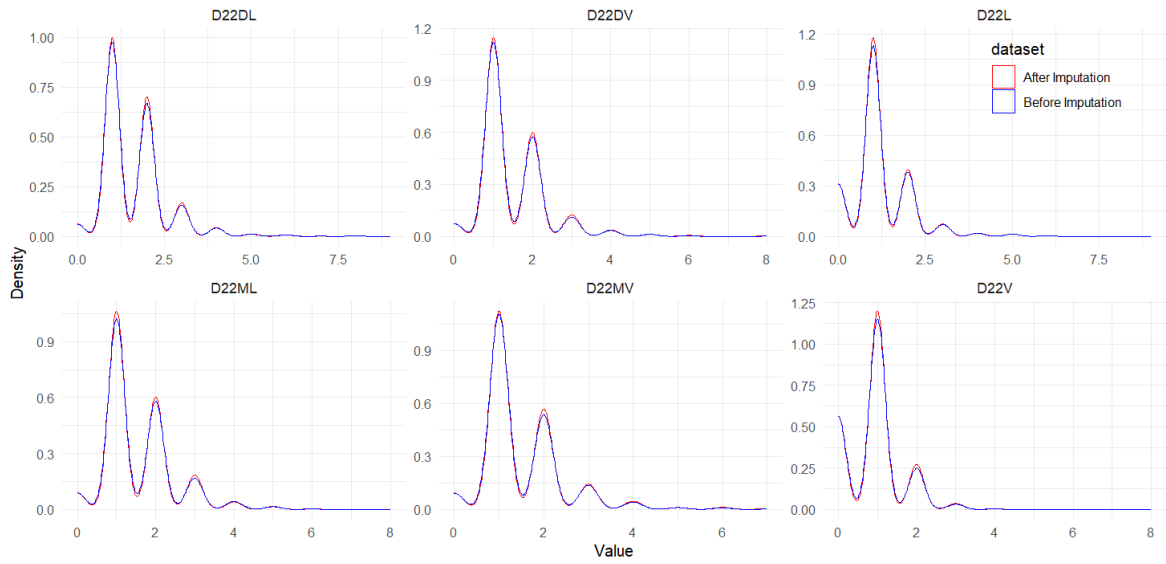 D22DL
D22DV
D22L
1.00
0.75
0.50
0.25
0.00
0.0 2.5 5.0 7.5
1.2
0.9
0.6
0.3
0.0
0 2 4 6 8
1.2
0.9
0.6
0.3
0.0
0.0 2.5 5.0 7.5
dataset
After Imputation
Before Imputation
Density
D22ML
D22MV
D22V
0.9
0.6
0.3
0.0
0 2 4 6 8
0.9
0.6
0.3
0.0
0 2 4 6
1.25
1.00
0.75
0.50
0.25
0.00
0 2 4 6 8
Value